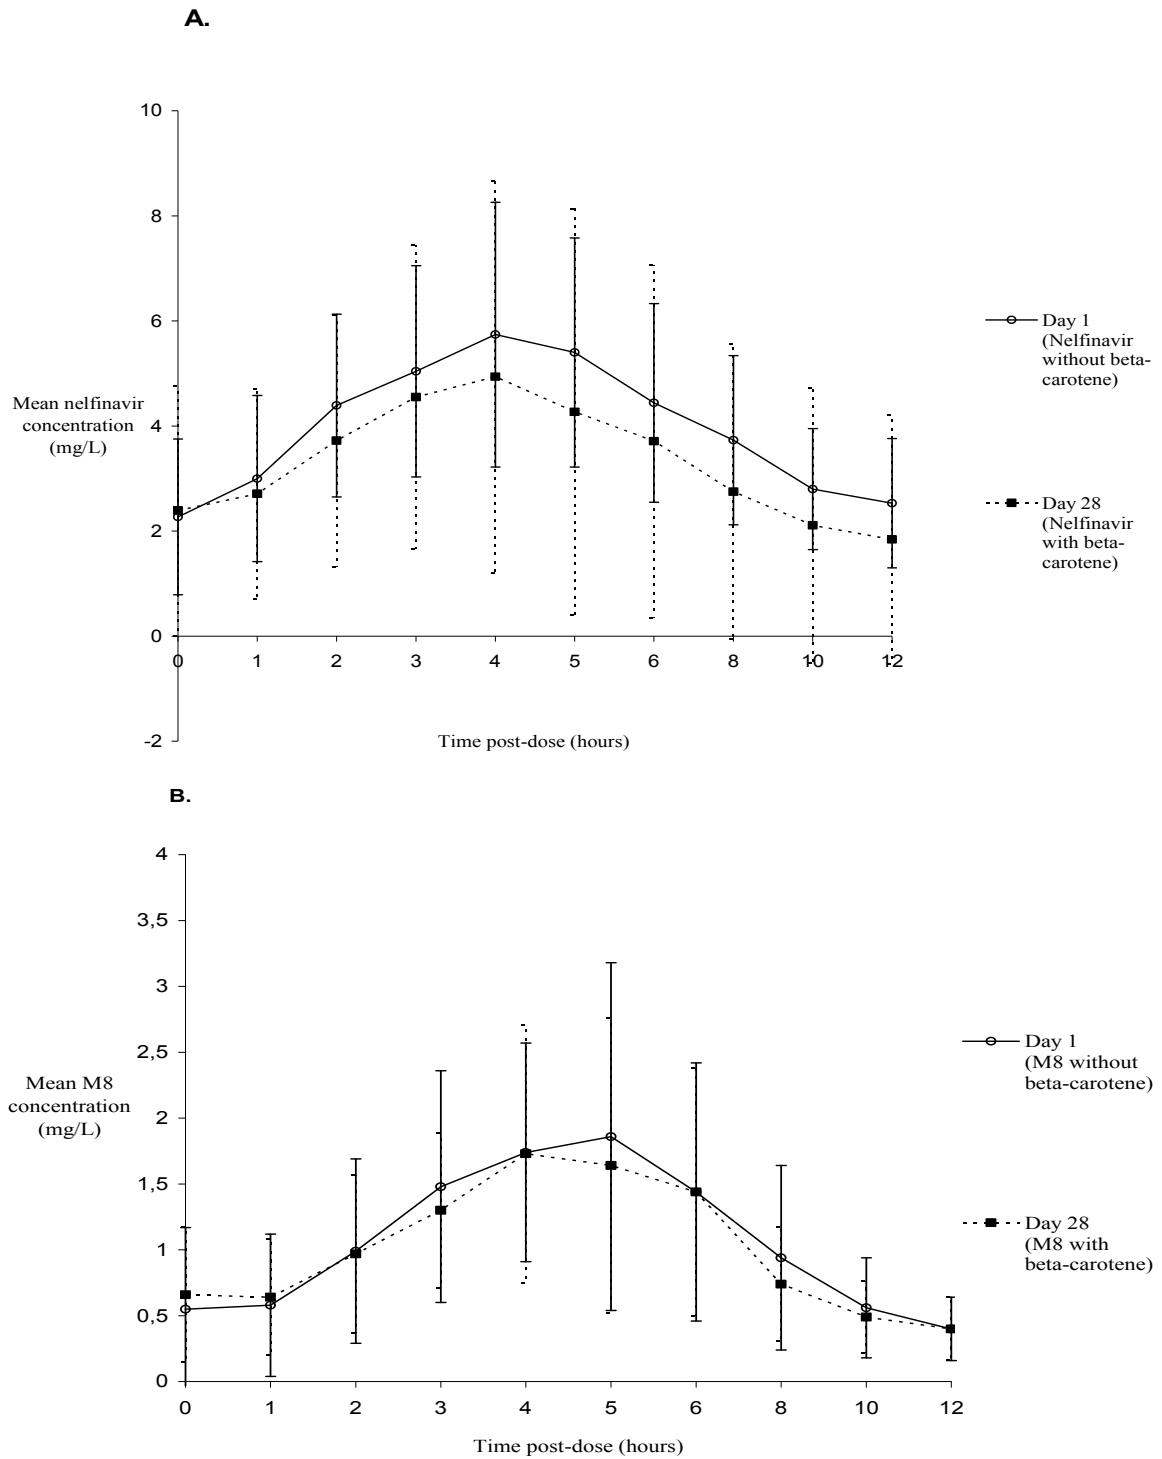 A.
10
8
6
4
2
0
-2
Mean nelfinavir
concentration
(mg/L)
0 1 2 3 4 5 6 8 10 12
Time post-dose (hours)
Day 1
(Nelfinavir
without beta-
carotene)
Day 28
(Nelfinavir
with beta-
carotene)
B.
4
3,5
3
2,5
2
1,5
1
0,5
0
Mean M8
concentration
(mg/L)
0 1 2 3 4 5 6 8 10 12
Time post-dose (hours)
Day 1
(M8 without
beta-carotene)
Day 28
(M8 with
beta-carotene)